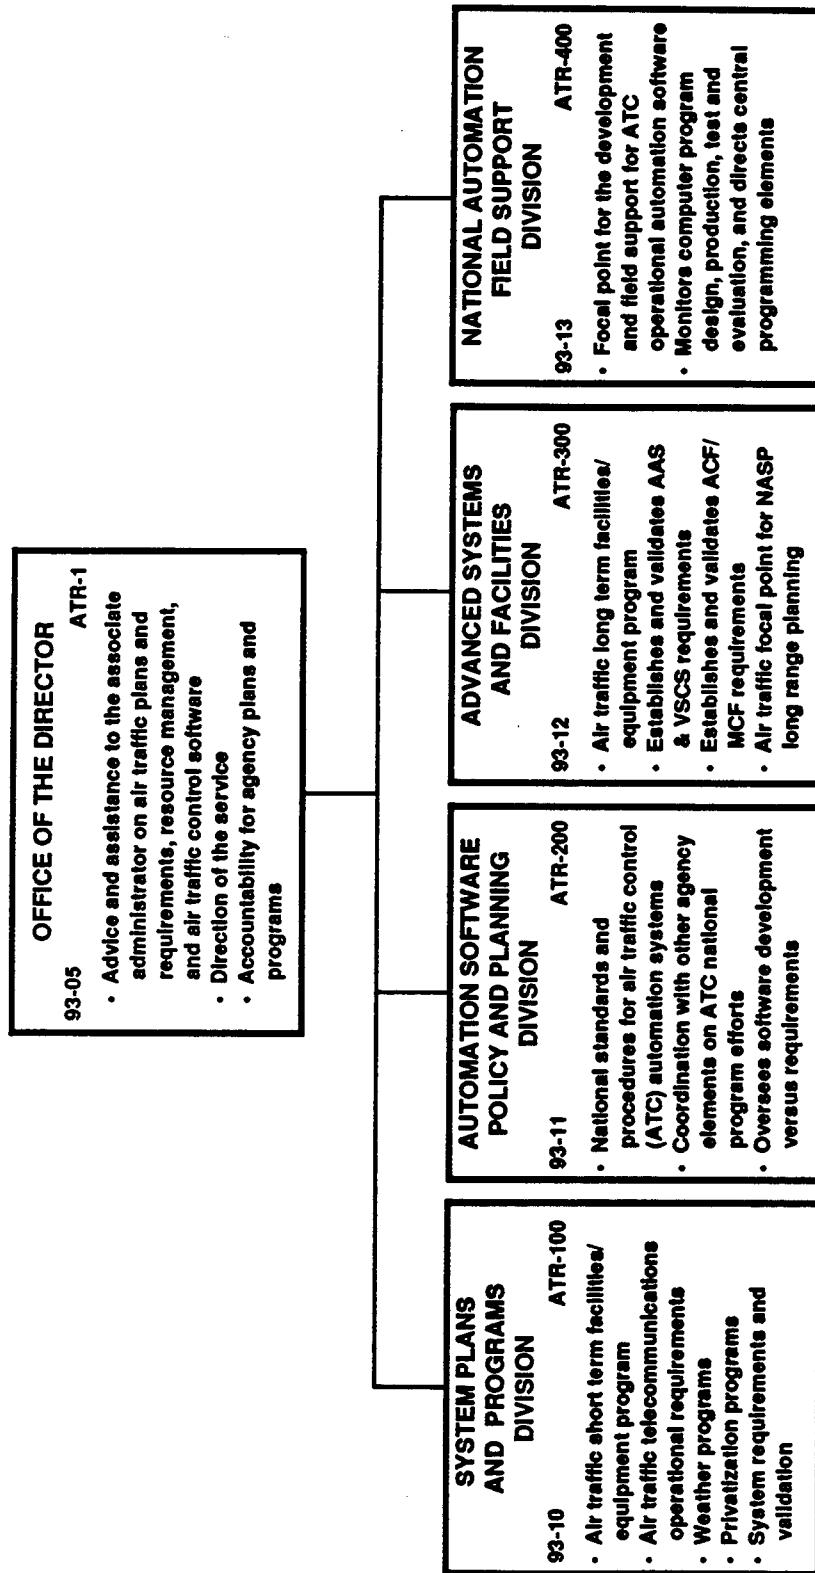 OFFICE OF THE DIRECTOR
93-05 ATR-1
• Advice and assistance to the associate
administrator on air traffic plans and
requirements, resource management,
and air traffic control software
• Direction of the service
• Accountability for agency plans and
programs
SYSTEM PLANS
AND PROGRAMS
DIVISION
93-10 ATR-100
• Air traffic short term facilities/
equipment program
• Air traffic telecommunications
operational requirements
• Weather programs
• Privatization programs
• System requirements and
validation
AUTOMATION SOFTWARE
POLICY AND PLANNING
DIVISION
93-11 ATR-200
• National standards and
procedures for air traffic control
(ATC) automation systems
• Coordination with other agency
elements on ATC national
program efforts
• Oversees software development
versus requirements
ADVANCED SYSTEMS
AND FACILITIES
DIVISION
93-12 ATR-300
• Air traffic long term facilities/
equipment program
• Establishes and validates AAS
& VSCS requirements
• Establishes and validates ACF/
MCF requirements
• Air traffic focal point for NASP
long range planning
NATIONAL AUTOMATION
FIELD SUPPORT
DIVISION
93-13 ATR-400
• Focal point for the development
and field support for ATC
operational automation software
• Monitors computer program
design, production, test and
evaluation, and directs central
programming elements